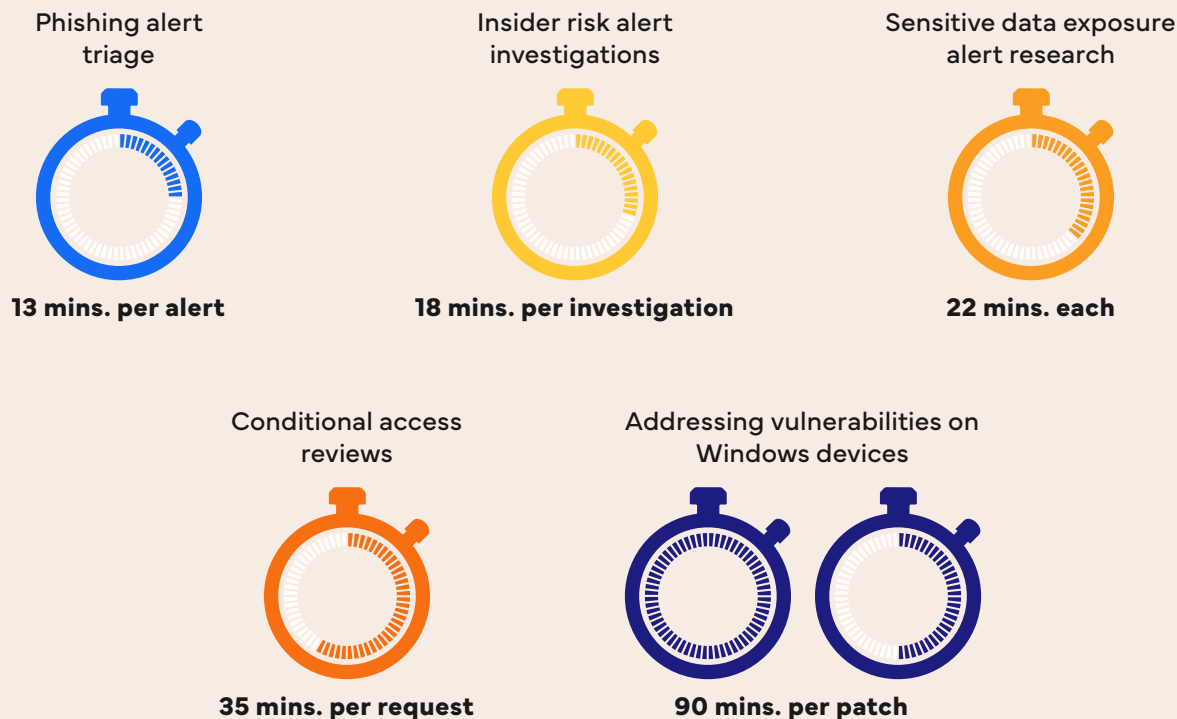 Phishing alert
triage
13 mins. per alert
Insider risk alert
investigations
18 mins. per investigation
Sensitive data exposure
alert research
22 mins. each
Conditional access
reviews
35 mins. per request
Addressing vulnerabilities on
Windows devices
90 mins. per patch